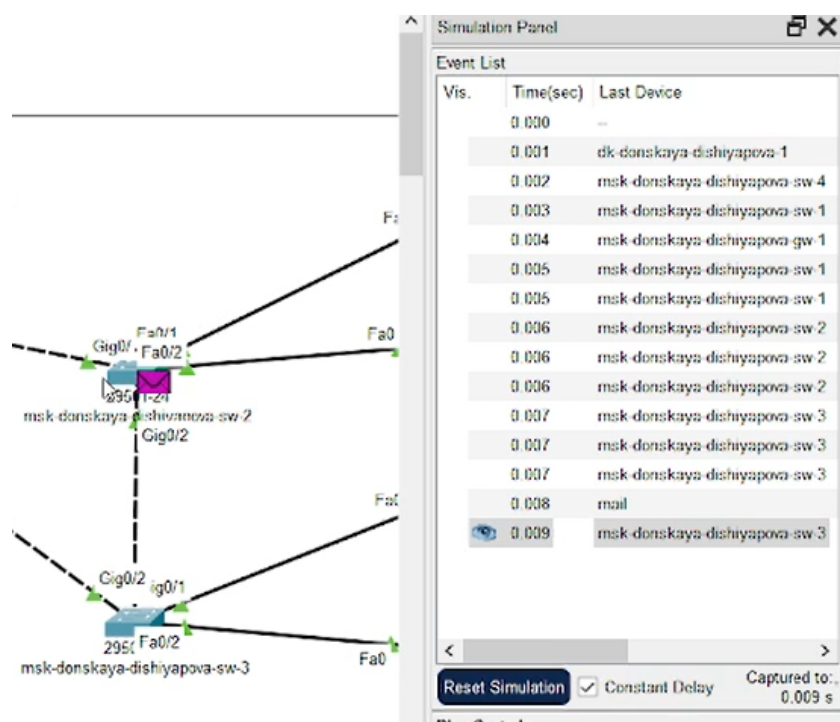 Simulation Panel
Event List
Vis. Time(sec) Last Device
0.000 --
0.001 dk-donskaya-dishiyapova-1
0.002 msk-donskaya-dishiyapova-sw-4
0.003 msk-donskaya-dishiyapova-sw-1
0.004 msk-donskaya-dishiyapova-gw-1
0.005 msk-donskaya-dishiyapova-sw-1
0.005 msk-donskaya-dishiyapova-sw-1
0.006 msk-donskaya-dishiyapova-sw-2
0.006 msk-donskaya-dishiyapova-sw-2
0.006 msk-donskaya-dishiyapova-sw-2
0.007 msk-donskaya-dishiyapova-sw-3
0.007 msk-donskaya-dishiyapova-sw-3
0.007 msk-donskaya-dishiyapova-sw-3
0.008 mail
0.009 msk-donskaya-dishiyapova-sw-3
Reset Simulation Constant Delay Captured to:
0.009 s
Fa0/1
Gig0/ Fa0/2 Fa0
msk-donskaya-dishiyapova-sw-2
Gig0/2
Gig0/2 ig0/1
Fa0/2
Fa0
msk-donskaya-dishiyapova-sw-3